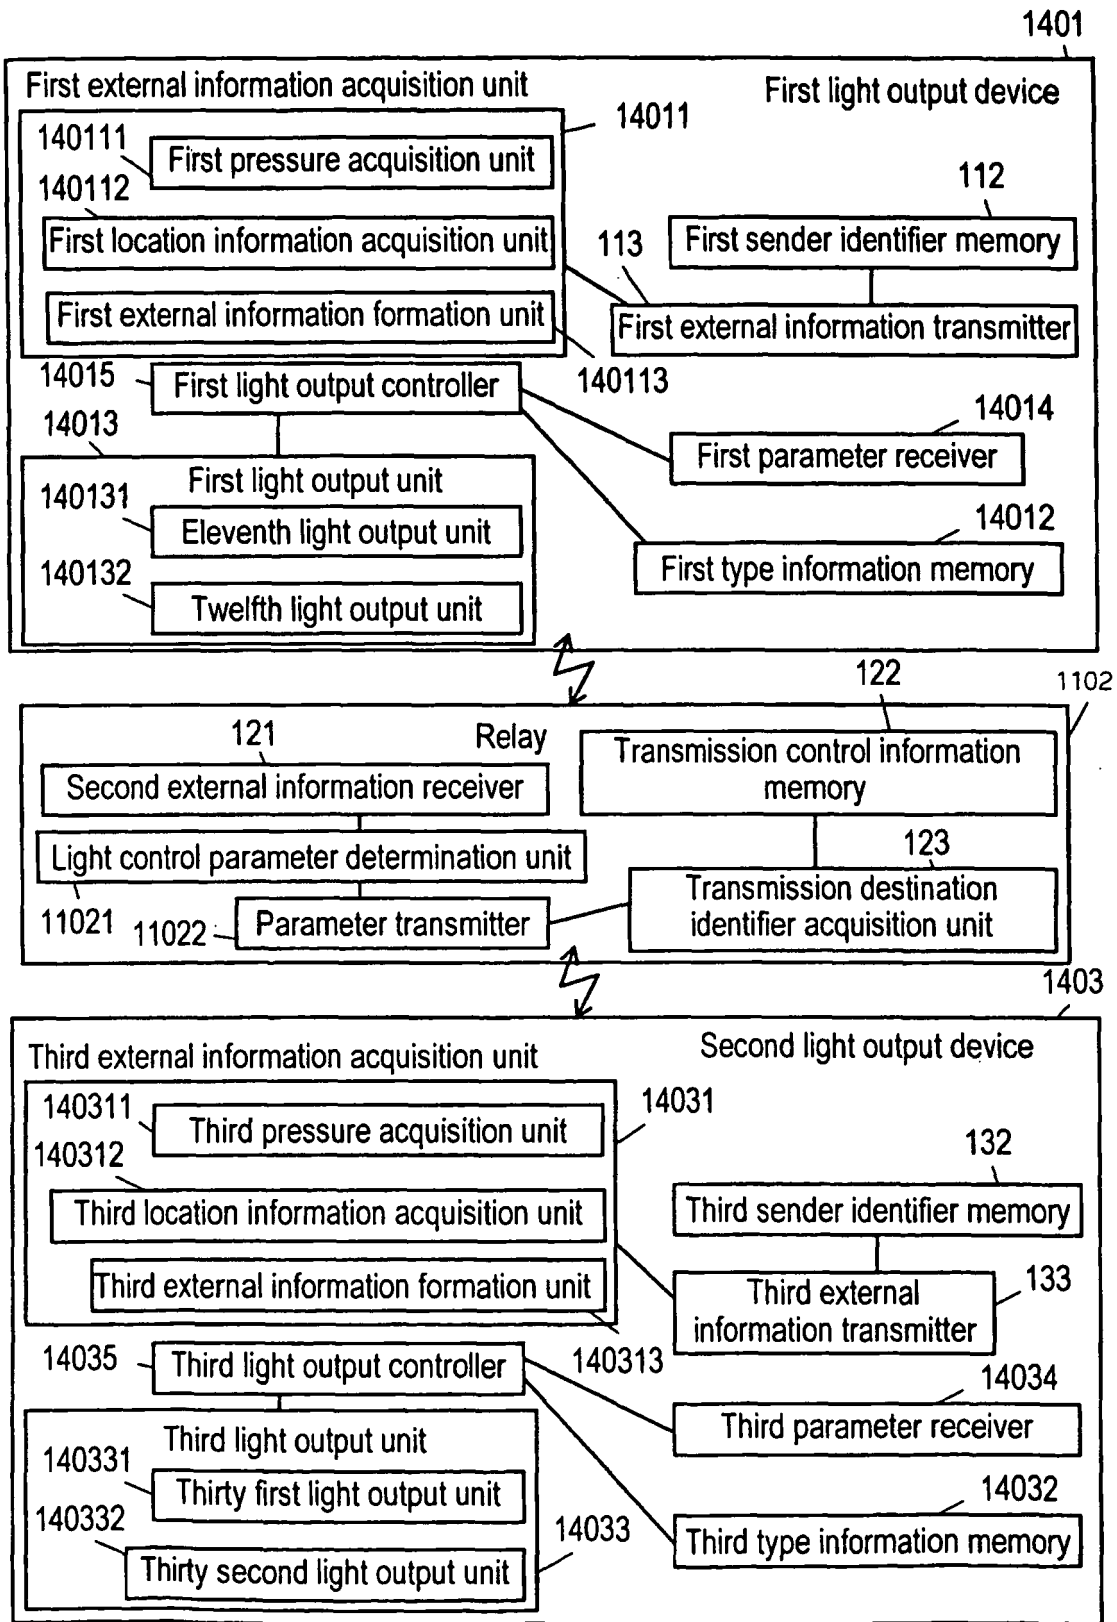 1401
First external information acquisition unit
First light output device
14011
140111
First pressure acquisition unit
140112
112
First location information acquisition unit
113
First sender identifier memory
First external information formation unit
First external information transmitter
14015
First light output controller
140113
14013
14014
First light output unit
First parameter receiver
140131
Eleventh light output unit
14012
140132
First type information memory
Twelfth light output unit
122
1102
121
Relay
Transmission control information
memory
Second external information receiver
Light control parameter determination unit
123
Transmission destination
identifier acquisition unit
11021
11022
Parameter transmitter
1403
Third external information acquisition unit
Second light output device
140311
14031
Third pressure acquisition unit
140312
132
Third location information acquisition unit
Third sender identifier memory
Third external information formation unit
Third external
information transmitter
133
14035
Third light output controller
140313
14034
Third light output unit
Third parameter receiver
140331
Thirty first light output unit
14032
140332
14033
Third type information memory
Thirty second light output unit